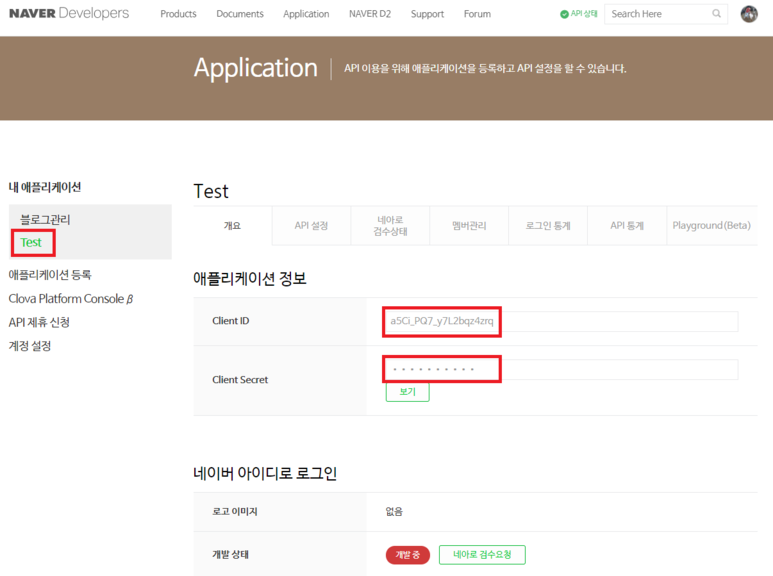 NAVER Developers
Products Documents Application NAVER D2 Support Forum
API 상태
Search Here
Application
API 이용을 위해 애플리케이션을 등록하고 API 설정을 할 수 있습니다.
내 애플리케이션
블로그관리
Test
애플리케이션 등록
Clova Platform Console β
API 제휴 신청
계정 설정
Test
개요
API 설정
네아로
검수상태
멤버관리
로그인 통계
API 통계
Playground(Beta)
애플리케이션 정보
Client ID
a5Ci_PQ7_y7L2bqz4zrq
Client Secret
••••••••••
보기
네이버 아이디로 로그인
로고 이미지
없음
개발 상태
개발 중
네아로 검수요청